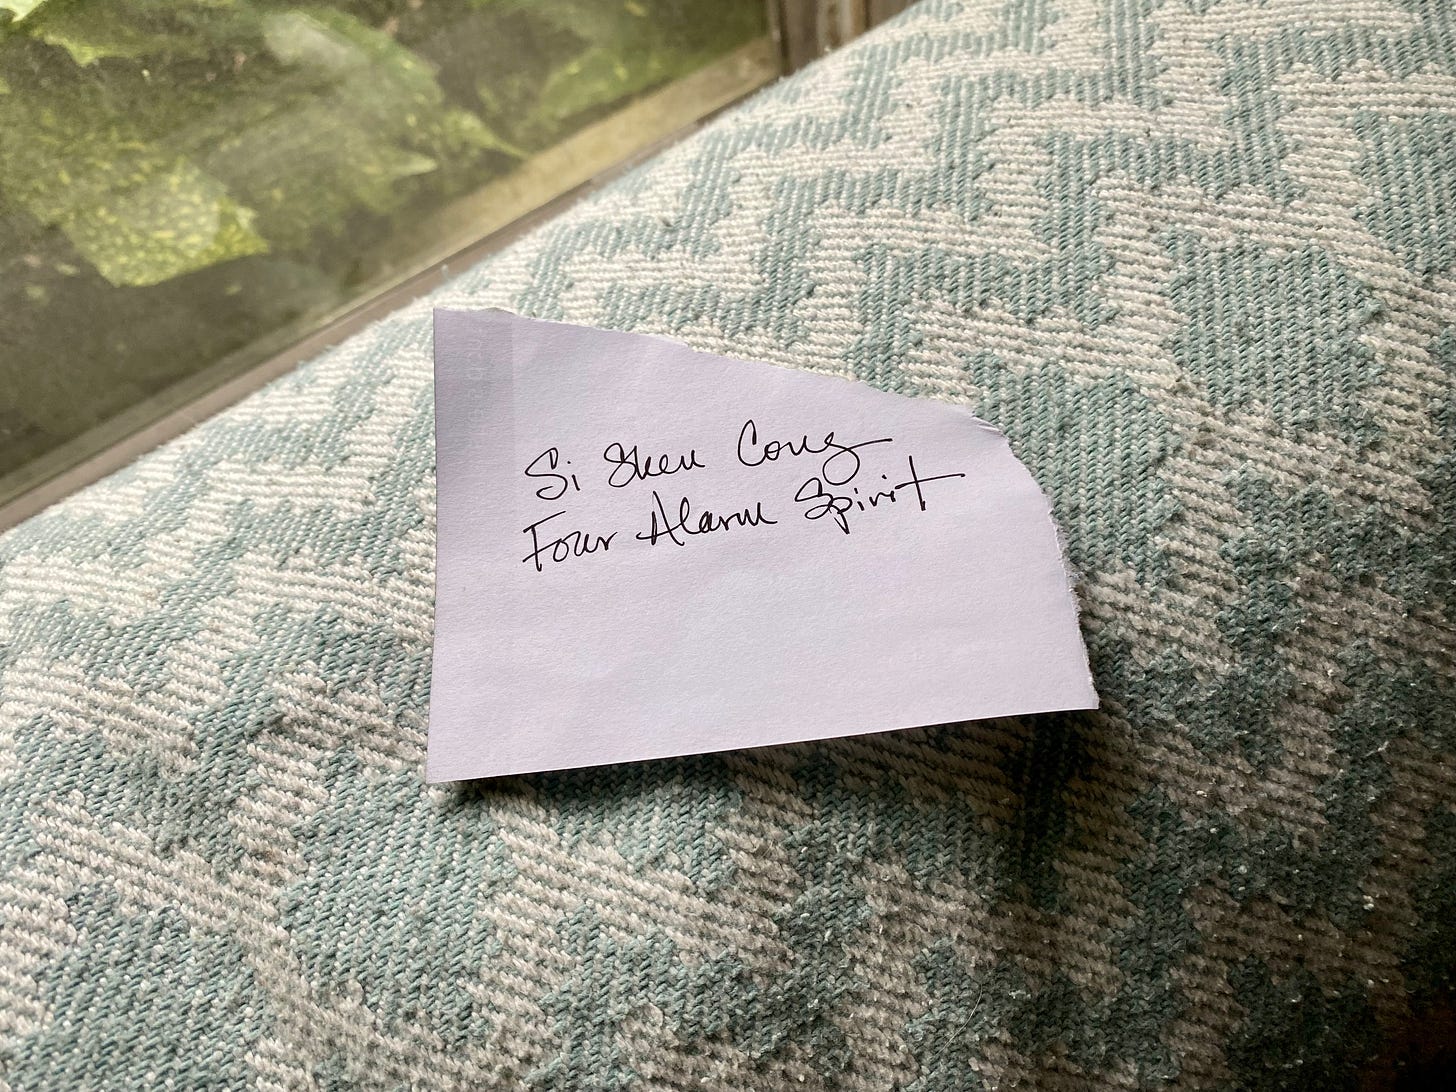 Si Shen Cong
Four Alarm Spirit